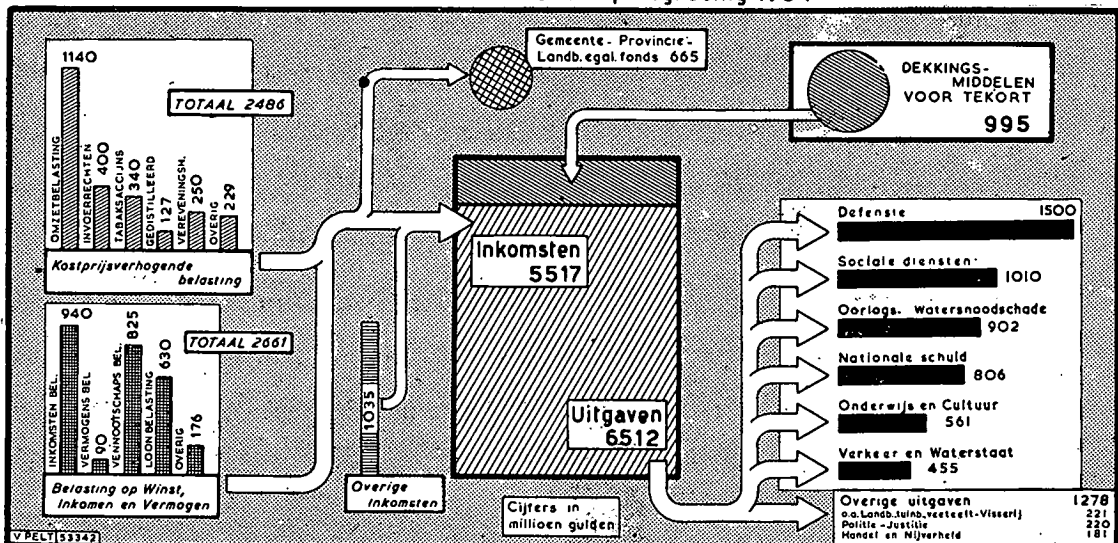 1140
OMZETBELASTING
INVOERRECHTEN
400
TABAKSACCIJNS
340
GEDISTILLEERD
127
VEREVENINGSH.
250
OVERIG
229
TOTAAL 2486
Kostprijsverhogende
belasting
940
INKOMSTEN BEL.
VERMOGENS BEL
90
VENNOOTSCHAPS BEL.
825
LOON BELASTING
630
OVERIG
176
TOTAAL 2661
Belasting op Winst,
Inkomen en Vermogen
1035
Overige
Inkomsten
Gemeente- Provincie-
Landb. egal. fonds 665
DEKKINGS-
MIDDELEN
VOOR TEKORT
995
Inkomsten
5517
Uitgaven
6512
Cijfers in
millioen gulden
Defensie 1500
Sociale diensten
1010
Oorlogs- Watersnoodschade
902
Nationale schuld
806
Onderwijs en Cultuur
561
Verkeer en Waterstaat
455
Overige uitgaven 1278
o.a. Landb., tuinb., veeteelt-Visserij 221
Politie-Justitie 220
Handel en Nijverheid 181
V PELT 53342